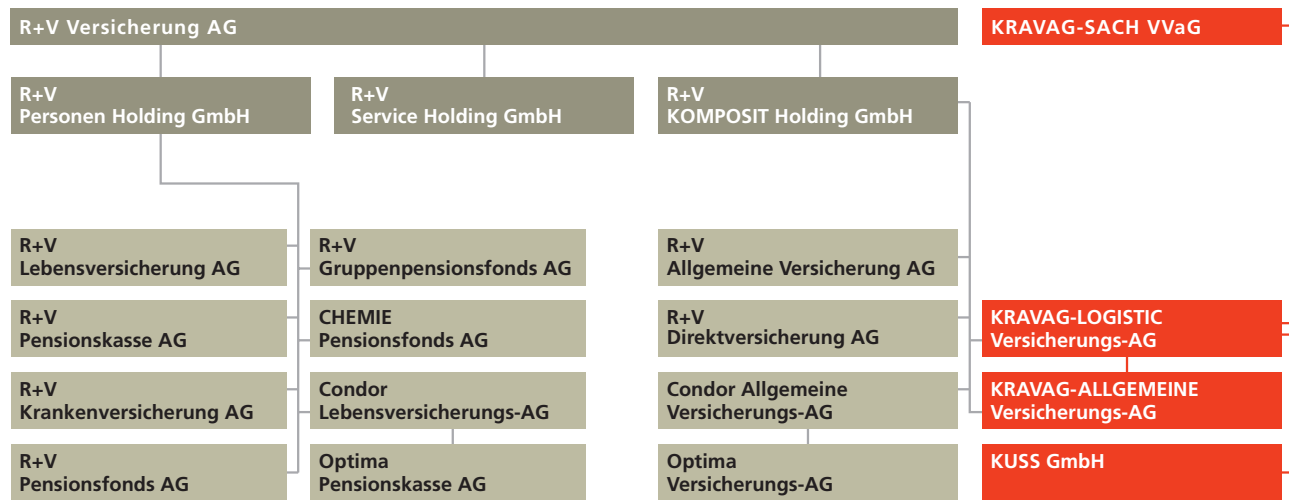 R+V Versicherung AG
KRAVAG-SACH VVaG
R+V
Personen Holding GmbH
R+V
Service Holding GmbH
R+V
KOMPOSIT Holding GmbH
R+V
Lebensversicherung AG
R+V
Gruppenpensionsfonds AG
R+V
Allgemeine Versicherung AG
R+V
Pensionskasse AG
CHEMIE
Pensionsfonds AG
R+V
Direktversicherung AG
KRAVAG-LOGISTIC
Versicherungs-AG
R+V
Krankenversicherung AG
Condor
Lebensversicherungs-AG
Condor Allgemeine
Versicherungs-AG
KRAVAG-ALLGEMEINE
Versicherungs-AG
R+V
Pensionsfonds AG
Optima
Pensionskasse AG
Optima
Versicherungs-AG
KUSS GmbH